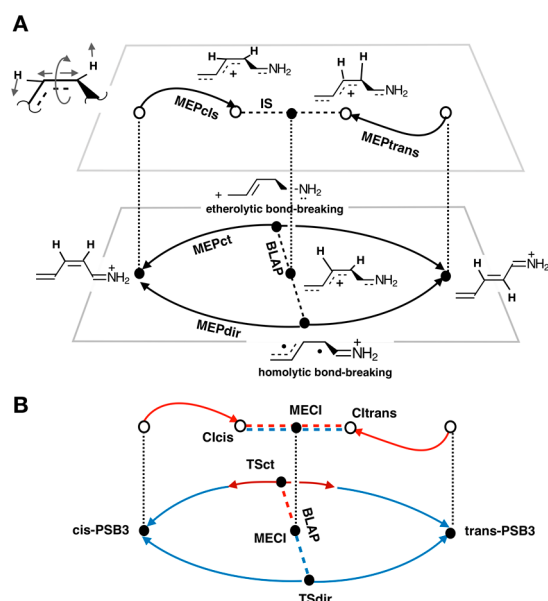 A
H
H
H
H
H
H
+
NH2
+
NH2
MEPcis
IS
MEPtrans
+
NH2
etherolytic bond-breaking
H
H
NH2
+
MEPct
BLAP
H
H
+
NH2
+
NH2
H
H
MEPdir
+
NH2
homolytic bond-breaking
B
MECI
CIcis
CItrans
TSct
cis-PSB3
MECI
BLAP
trans-PSB3
TSdir